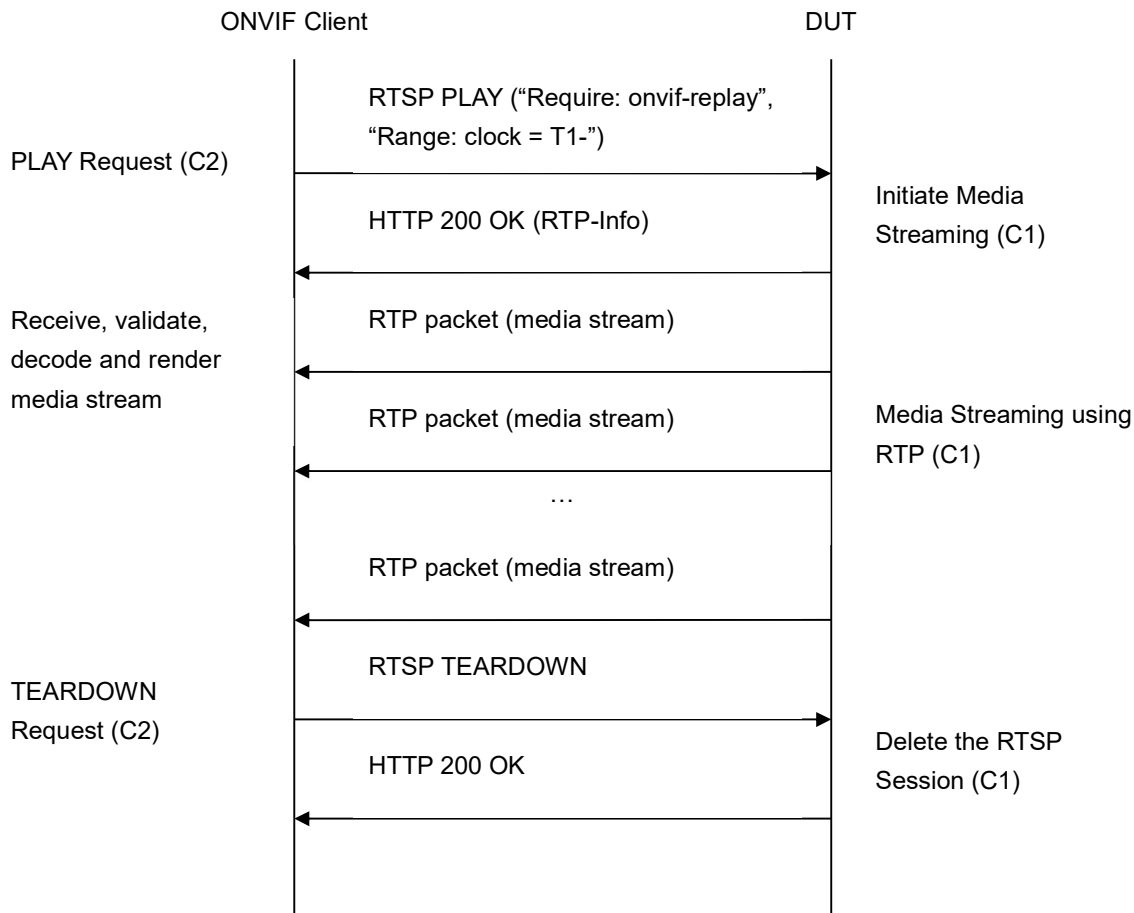 ONVIF Client
DUT
RTSP PLAY (“Require: onvif-replay”,
“Range: clock = T1-”)
PLAY Request (C2)
Initiate Media
Streaming (C1)
HTTP 200 OK (RTP-Info)
RTP packet (media stream)
Receive, validate,
decode and render
media stream
RTP packet (media stream)
Media Streaming using
RTP (C1)
…
RTP packet (media stream)
RTSP TEARDOWN
TEARDOWN
Request (C2)
Delete the RTSP
Session (C1)
HTTP 200 OK